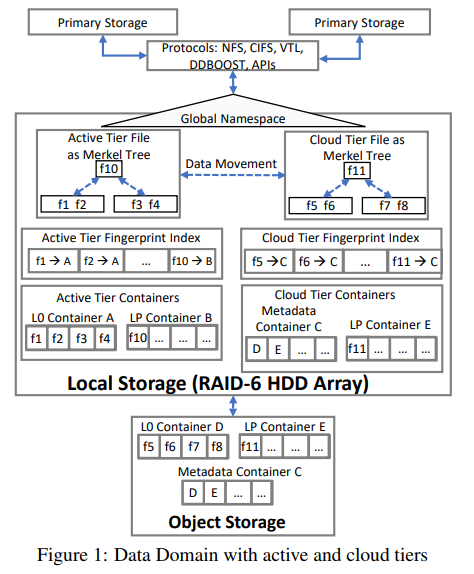 Primary Storage
Primary Storage
Protocols: NFS, CIFS, VTL,
DDBOOST, APIs
Global Namespace
Active Tier File
as Merkel Tree
f10
f1 f2
f3 f4
Data Movement
Cloud Tier File as
Merkel Tree
f11
f5 f6
f7 f8
Active Tier Fingerprint Index
f1 → A
f2 → A
...
f10 → B
Cloud Tier Fingerprint Index
f5 → C
f6 → C
...
f11 → C
Active Tier Containers
L0 Container A
f1 f2 f3 f4
LP Container B
f10 ... ... ...
Cloud Tier Containers
Metadata
Container C
D E ... ...
LP Container E
f11 ... ... ...
Local Storage (RAID-6 HDD Array)
L0 Container D
f5 f6 f7 f8
LP Container E
f11 ... ... ...
Metadata Container C
D E ... ...
Object Storage
Figure 1: Data Domain with active and cloud tiers